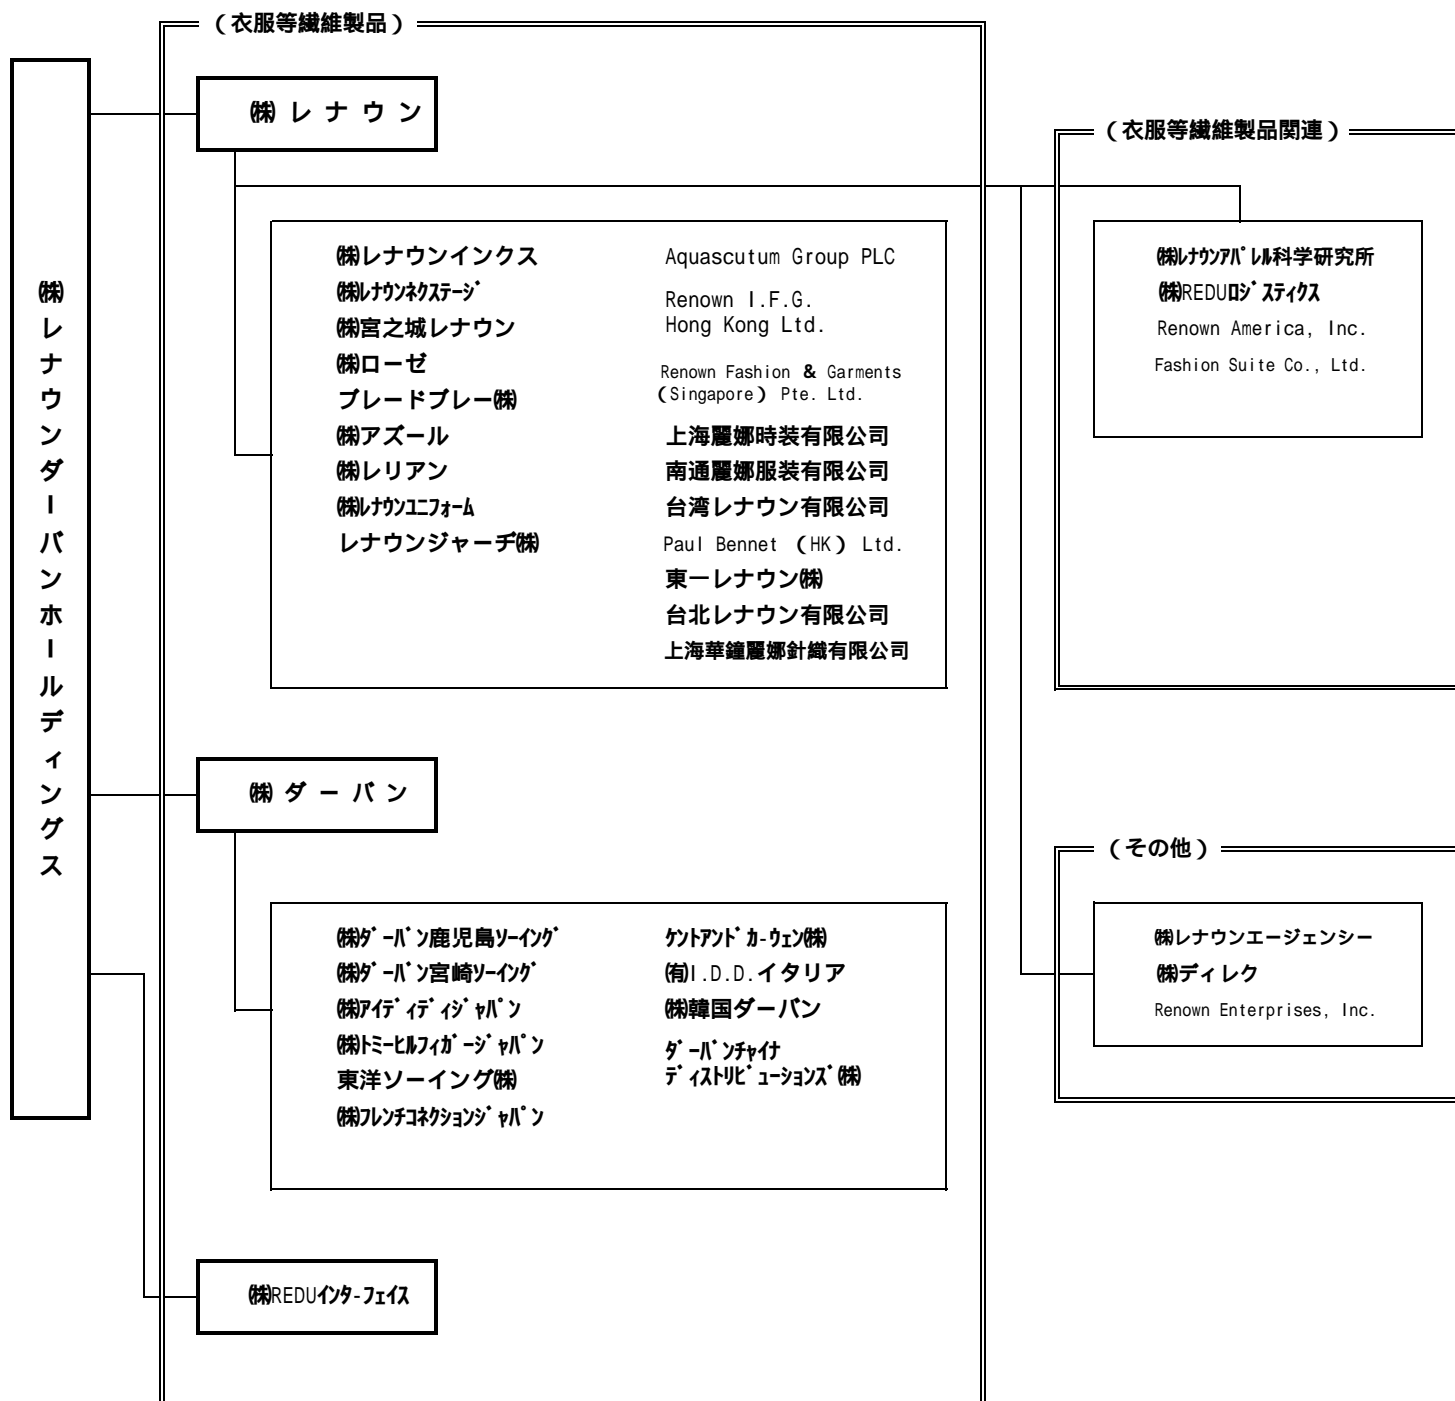 (衣服等繊維製品)
㈱レナウンダーバンホールディングス
㈱ レ ナ ウ ン
㈱レナウンインクス
㈱ﾚﾅｳﾝﾈｸｽﾃｰｼﾞ
㈱宮之城レナウン
㈱ローゼ
ブレードブレー㈱
㈱アズール
㈱レリアン
㈱ﾚﾅｳﾝﾕﾆﾌｫｰﾑ
レナウンジャーヂ㈱
Aquascutum Group PLC
Renown I.F.G.
Hong Kong Ltd.
Renown Fashion & Garments
(Singapore) Pte. Ltd.
上海麗娜時装有限公司
南通麗娜服装有限公司
台湾レナウン有限公司
Paul Bennet (HK) Ltd.
東一レナウン㈱
台北レナウン有限公司
上海華鐘麗娜針織有限公司
(衣服等繊維製品関連)
㈱ﾚﾅｳﾝｱﾊﾟﾚﾙ科学研究所
㈱REDUﾛｼﾞｽﾃｨｸｽ
Renown America, Inc.
Fashion Suite Co., Ltd.
㈱ ダ ー バ ン
㈱ﾀﾞｰﾊﾞﾝ鹿児島ｿｰｲﾝｸﾞ
㈱ﾀﾞｰﾊﾞﾝ宮崎ｿｰｲﾝｸﾞ
㈱ｱｲﾃﾞｨﾃﾞｨｼﾞｬﾊﾟﾝ
㈱ﾄﾐｰﾋﾙﾌｨｶﾞｰｼﾞｬﾊﾟﾝ
東洋ソーイング㈱
㈱ﾌﾚﾝﾁｺﾈｸｼｮﾝｼﾞｬﾊﾟﾝ
ｹﾝﾄｱﾝﾄﾞｶ-ｳｪﾝ㈱
㈲I.D.D.イタリア
㈱韓国ダーバン
ﾀﾞｰﾊﾞﾝﾁｬｲﾅ
ﾃﾞｨｽﾄﾘﾋﾞｭｰｼｮﾝｽﾞ㈱
(その他)
㈱レナウンエージェンシー
㈱ディレク
Renown Enterprises, Inc.
㈱REDUｲﾝﾀ-ﾌｪｲｽ